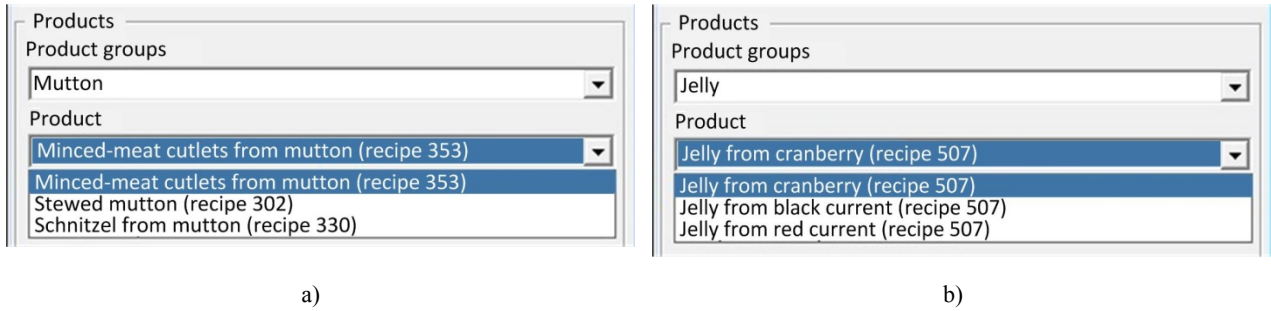 Products
Product groups
Mutton
Product
Minced-meat cutlets from mutton (recipe 353)
Minced-meat cutlets from mutton (recipe 353)
Stewed mutton (recipe 302)
Schnitzel from mutton (recipe 330)
a)
Products
Product groups
Jelly
Product
Jelly from cranberry (recipe 507)
Jelly from cranberry (recipe 507)
Jelly from black current (recipe 507)
Jelly from red current (recipe 507)
b)